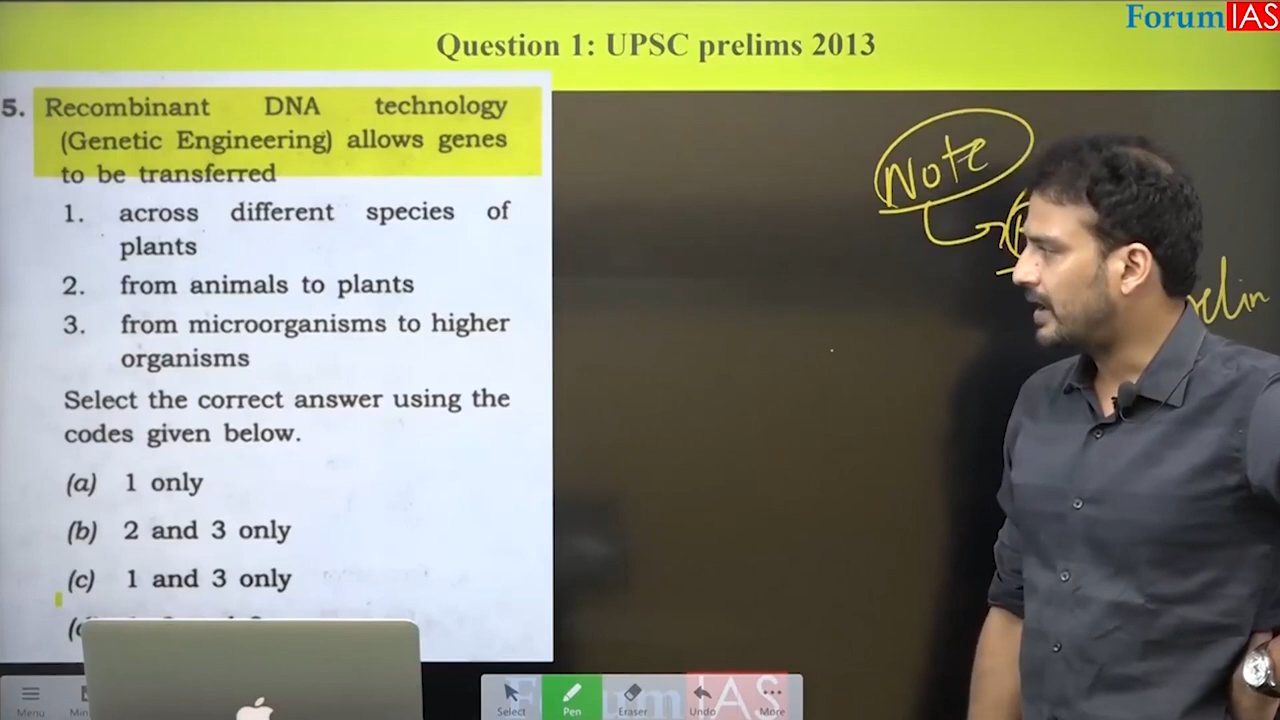 ForumIAS
Question 1: UPSC prelims 2013
5. Recombinant DNA technology
(Genetic Engineering) allows genes
to be transferred
1. across different species of
plants
2. from animals to plants
3. from microorganisms to higher
organisms
Select the correct answer using the
codes given below.
(a) 1 only
(b) 2 and 3 only
(c) 1 and 3 only
Note
Menu
Select
Pen
Eraser
Undo
More
ForumIAS